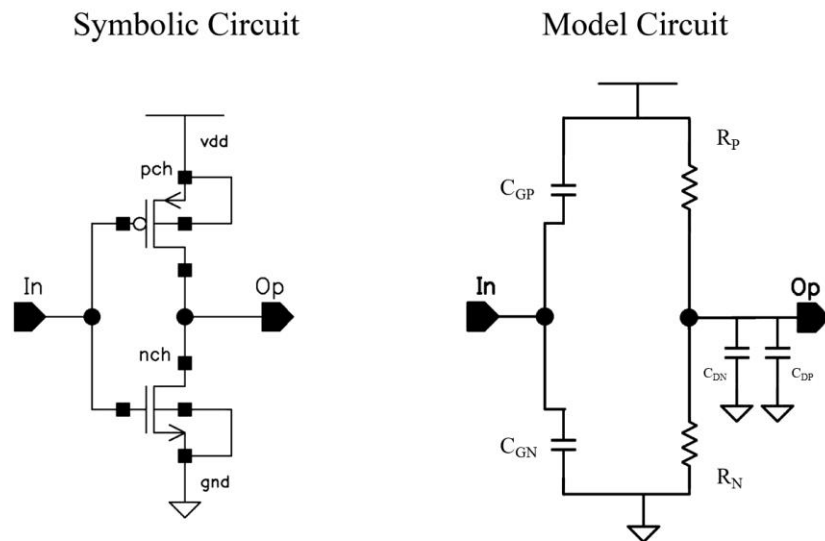 Symbolic Circuit
vdd
pch
In
Op
nch
gnd
Model Circuit
R_P
C_GP
In
Op
C_DN
C_DP
C_GN
R_N